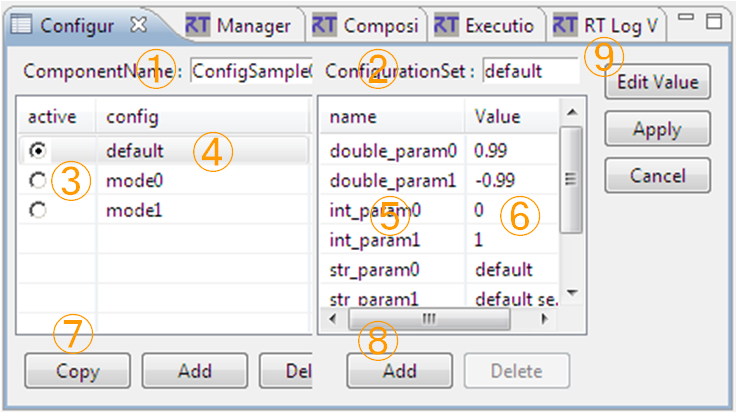 Configur RT Manager RT Composi RT Executio RT RT Log V
① ② ⑨
ComponentName : ConfigSample0 ConfigurationSet : default Edit Value
active config name Value
default ④ double_param0 0.99 Apply
③ mode0 double_param1 -0.99 Cancel
mode1 int_param0 ⑤ 0 ⑥
int_param1 1
str_param0 default
str_param1 default se.
⑦ ⑧
Copy Add Del Add Delete